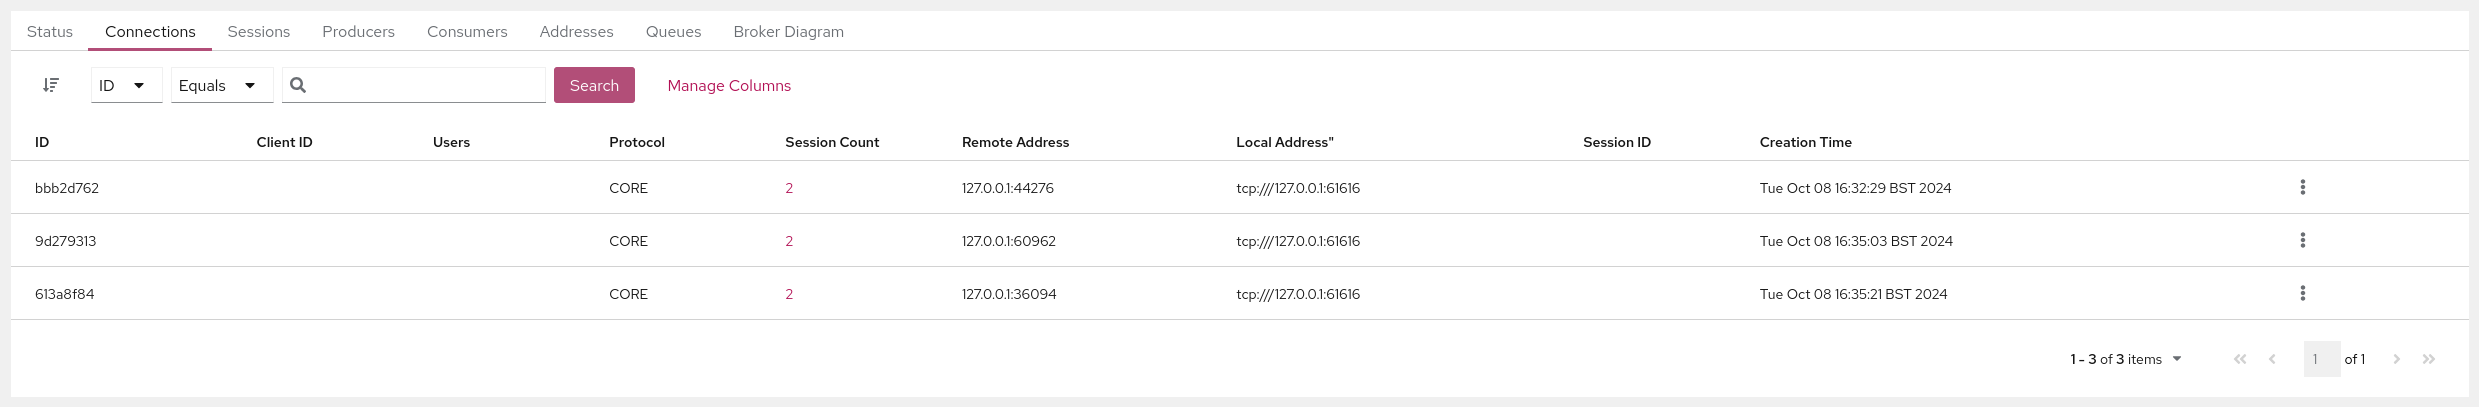 Status Connections Sessions Producers Consumers Addresses Queues Broker Diagram
ID Equals Search Manage Columns
ID Client ID Users Protocol Session Count Remote Address Local Address" Session ID Creation Time
bbb2d762 CORE 2 127.0.0.1:44276 tcp:///127.0.0.1:61616 Tue Oct 08 16:32:29 BST 2024
9d279313 CORE 2 127.0.0.1:60962 tcp:///127.0.0.1:61616 Tue Oct 08 16:35:03 BST 2024
613a8f84 CORE 2 127.0.0.1:36094 tcp:///127.0.0.1:61616 Tue Oct 08 16:35:21 BST 2024
1 - 3 of 3 items 1 of 1